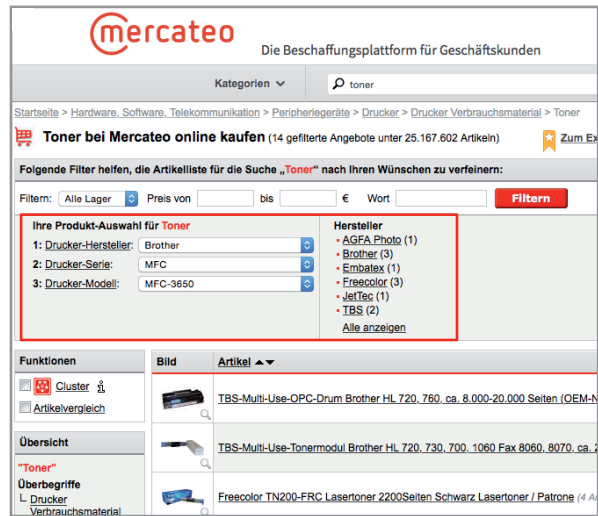 mercateo
Die Beschaffungsplattform für Geschäftskunden
Kategorien
toner
Startseite > Hardware, Software, Telekommunikation > Peripheriegeräte > Drucker > Drucker Verbrauchsmaterial > Toner
Toner bei Mercateo online kaufen (14 gefilterte Angebote unter 25.167.602 Artikeln)
Zum Ex
Folgende Filter helfen, die Artikelliste für die Suche „Toner“ nach Ihren Wünschen zu verfeinern:
Filtern: Alle Lager Preis von bis € Wort Filtern
Ihre Produkt-Auswahl für Toner
1: Drucker-Hersteller: Brother
2: Drucker-Serie: MFC
3: Drucker-Modell: MFC-3650
Hersteller
AGFA Photo (1)
Brother (3)
Embatex (1)
Freecolor (3)
JetTec (1)
TBS (2)
Alle anzeigen
Funktionen
Cluster
Artikelvergleich
Übersicht
"Toner"
Überbegriffe
Drucker
Verbrauchsmaterial
Bild Artikel
TBS-Multi-Use-OPC-Drum Brother HL 720, 760, ca. 8.000-20.000 Seiten (OEM-N
TBS-Multi-Use-Tonermodul Brother HL 720, 730, 700, 1060 Fax 8060, 8070, ca. 2
Freecolor TN200-FRC Lasertoner 2200Seiten Schwarz Lasertoner / Patrone (4 A